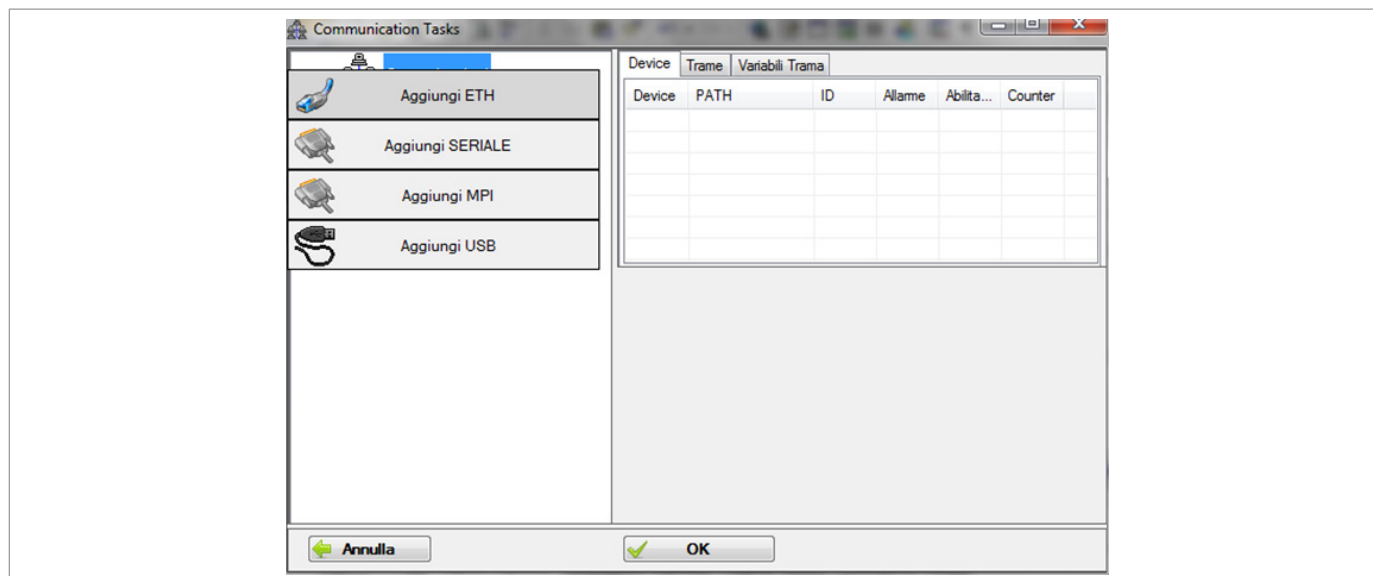 Communication Tasks
Aggiungi ETH
Aggiungi SERIALE
Aggiungi MPI
Aggiungi USB
Device Trame Variabili Trama
Device PATH ID Allarme Abilita... Counter
Annulla OK